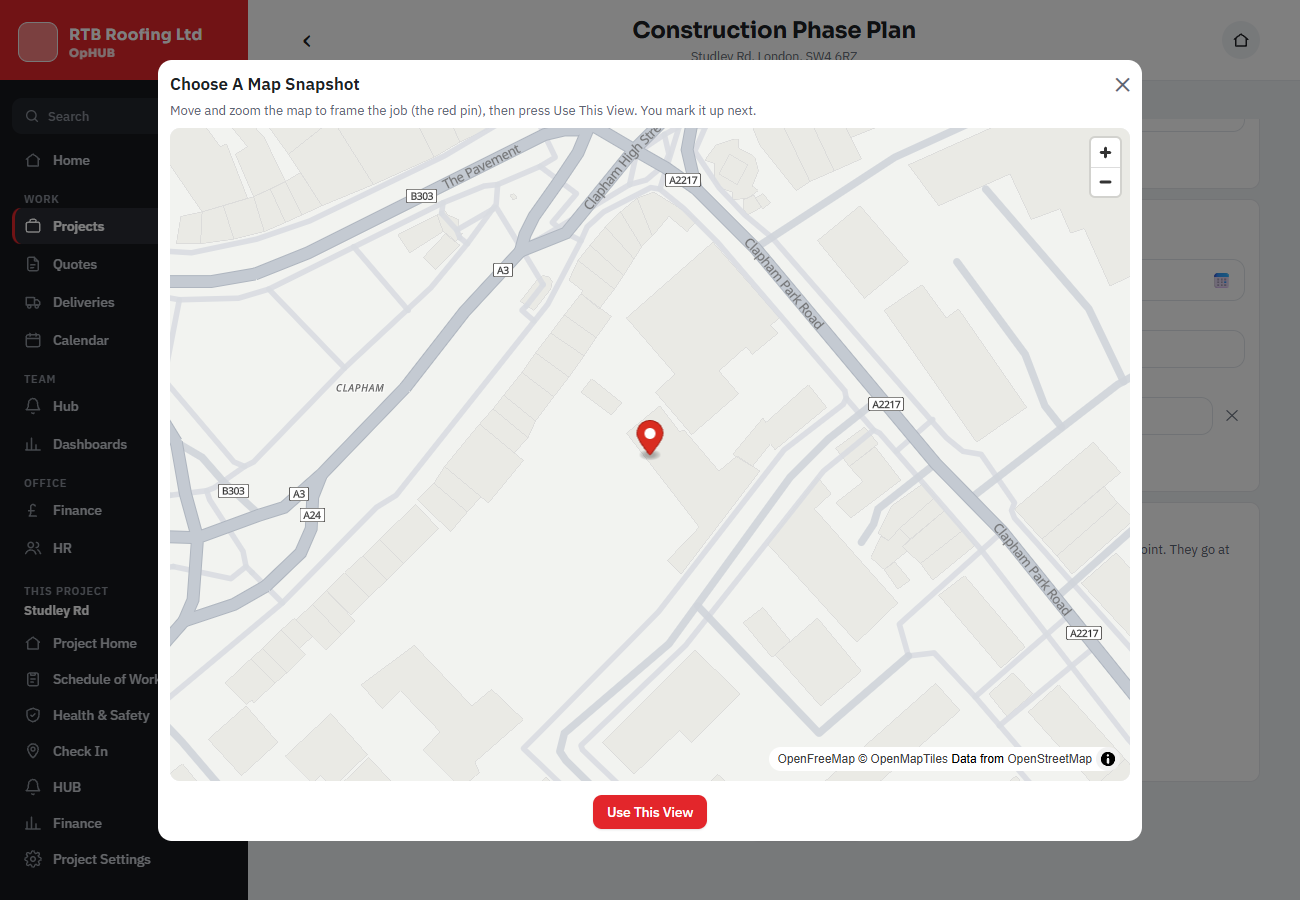 RTB Roofing Ltd
OpHUB
Construction Phase Plan
Studley Rd, London, SW4 6RZ
Search
Home
WORK
Projects
Quotes
Deliveries
Calendar
TEAM
Hub
Dashboards
OFFICE
Finance
HR
THIS PROJECT
Studley Rd
Project Home
Schedule of Work
Health & Safety
Check In
HUB
Finance
Project Settings
Choose A Map Snapshot
Move and zoom the map to frame the job (the red pin), then press Use This View. You mark it up next.
The Pavement
Clapham High Stre
B303
A2217
A3
Clapham Park Road
CLAPHAM
A2217
B303
A3
A24
Clapham Park Road
A2217
oint. They go at
OpenFreeMap © OpenMapTiles Data from OpenStreetMap
Use This View